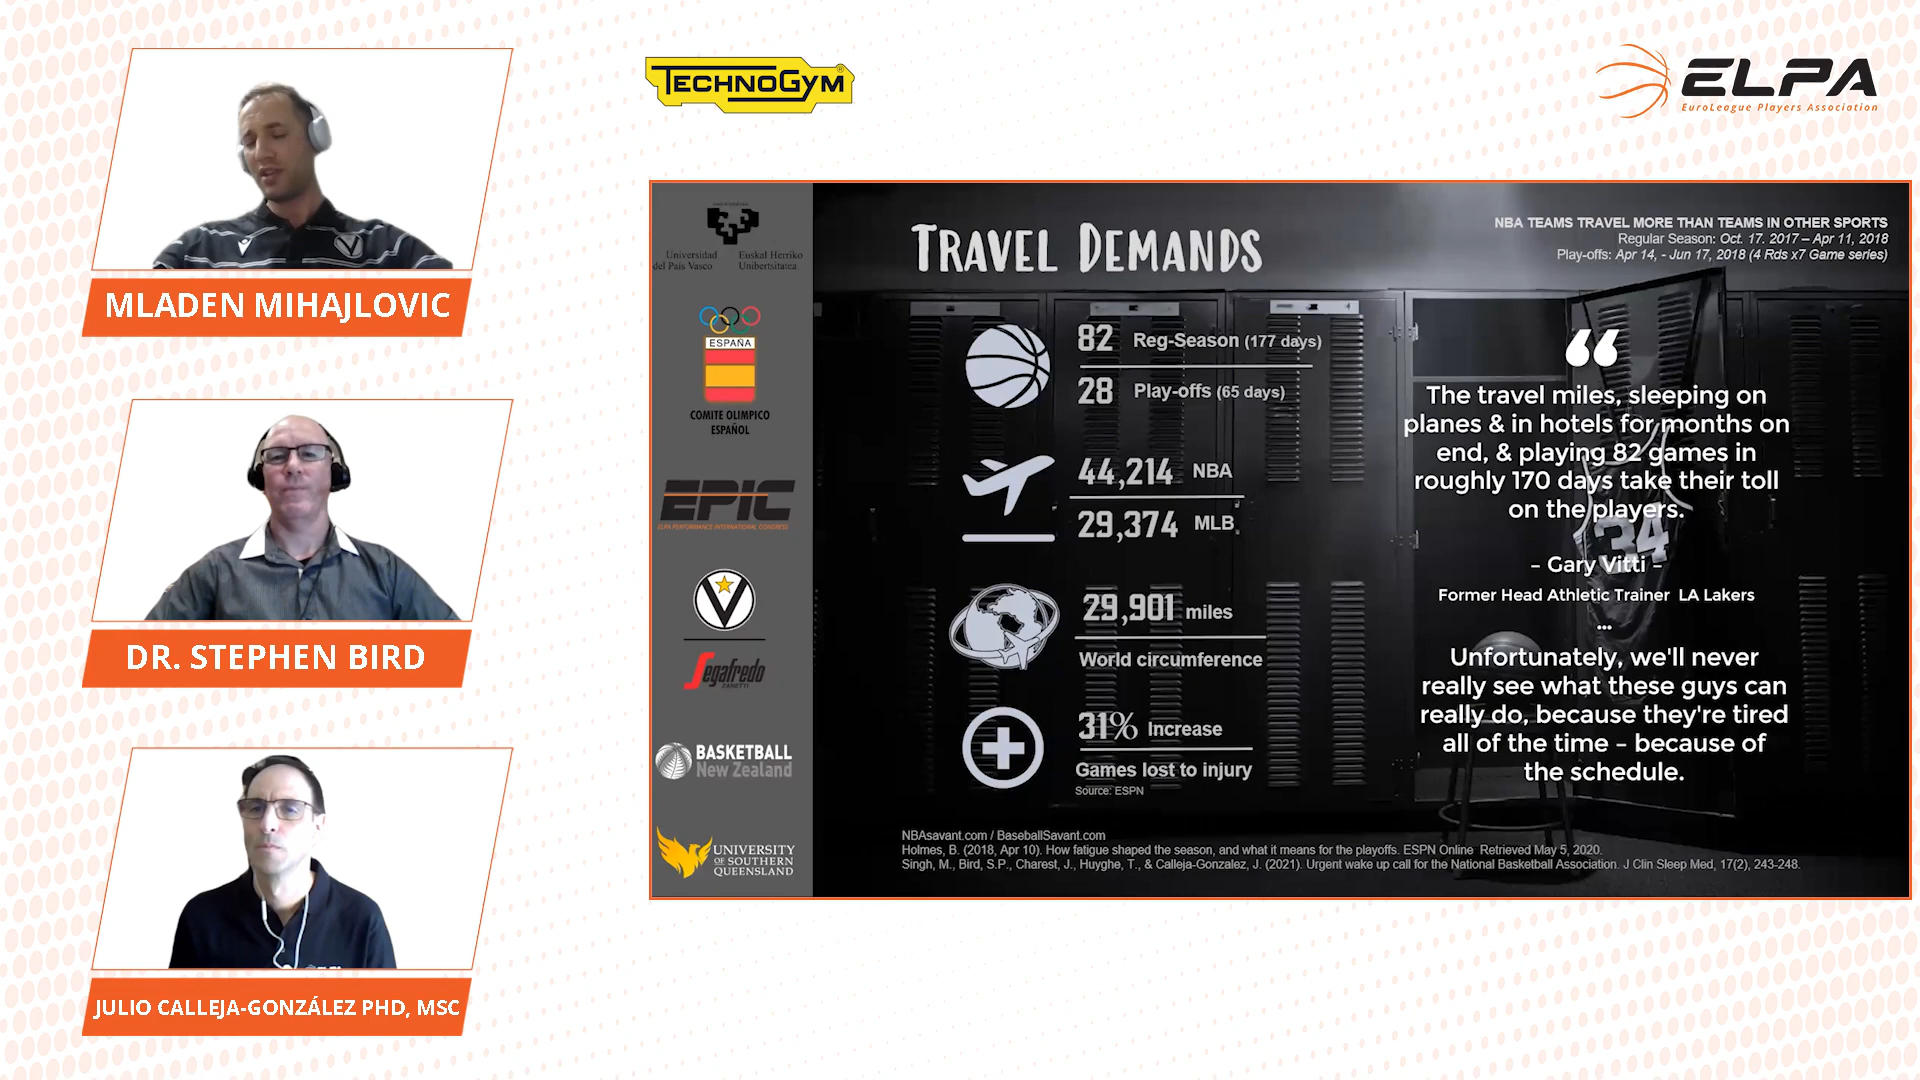 MLADEN MIHAJLOVIC
DR. STEPHEN BIRD
JULIO CALLEJA-GONZÁLEZ PHD, MSC
TECHNOGYM®
ELPA
EuroLeague Players Association
Universidad Euskal Herriko
del País Vasco Unibertsitatea
ESPAÑA
COMITE OLIMPICO
ESPAÑOL
EPIC
ELPA PERFORMANCE INTERNATIONAL CONGRESS
V
Segafredo
ZANETTI
BASKETBALL
New Zealand
UNIVERSITY
OF SOUTHERN
QUEENSLAND
TRAVEL DEMANDS
NBA TEAMS TRAVEL MORE THAN TEAMS IN OTHER SPORTS
Regular Season: Oct. 17. 2017 – Apr 11, 2018
Play-offs: Apr 14, - Jun 17, 2018 (4 Rds x7 Game series)
82 Reg-Season (177 days)
28 Play-offs (65 days)
44,214 NBA
29,374 MLB
29,901 miles
World circumference
31% Increase
Games lost to injury
Source: ESPN
“
The travel miles, sleeping on
planes & in hotels for months on
end, & playing 82 games in
roughly 170 days take their toll
on the players.
– Gary Vitti –
Former Head Athletic Trainer LA Lakers
...
Unfortunately, we'll never
really see what these guys can
really do, because they're tired
all of the time – because of
the schedule.
34
NBAsavant.com / BaseballSavant.com
Holmes, B. (2018, Apr 10). How fatigue shaped the season, and what it means for the playoffs. ESPN Online Retrieved May 5, 2020.
Singh, M., Bird, S.P., Charest, J., Huyghe, T., & Calleja-Gonzalez, J. (2021). Urgent wake up call for the National Basketball Association. J Clin Sleep Med, 17(2), 243-248.